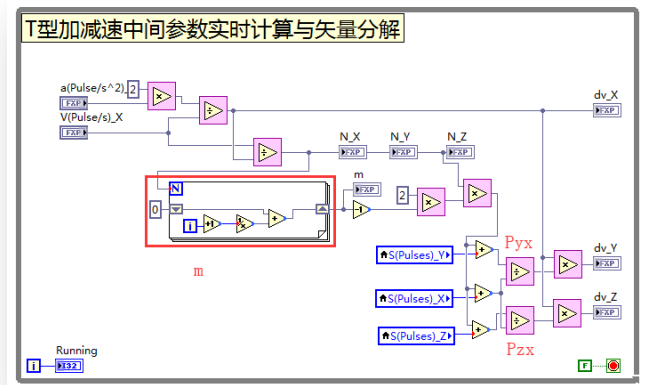 T型加减速中间参数实时计算与矢量分解
a(Pulse/s^2)
2
FXP
V(Pulse/s)_X
FXP
dv_X
FXP
N_X
N_Y
N_Z
FXP
FXP
FXP
N
m
FXP
0
i
+1
-1
2
S(Pulses)_Y
Pyx
dv_Y
FXP
S(Pulses)_X
dv_Z
FXP
S(Pulses)_Z
Pzx
m
Running
i
I32
F